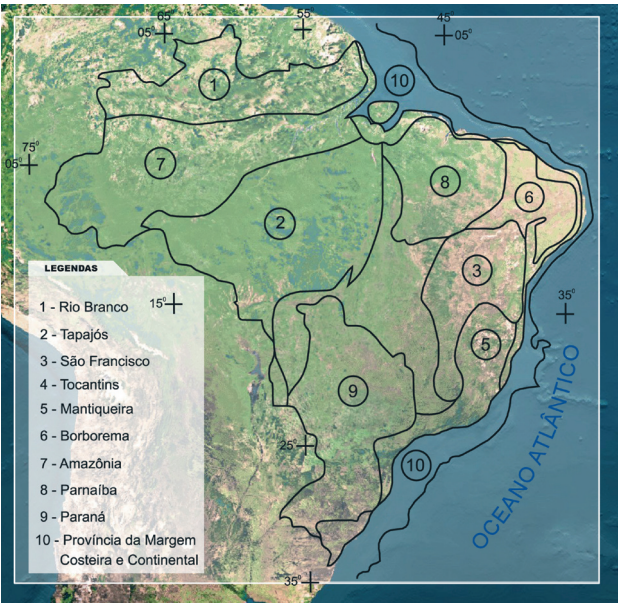 65°
55°
45°
05°
05°
05°
75°
05°
10
1
7
8
6
2
3
5
9
10
15°
35°
25°
35°
OCEANO ATLÂNTICO
LEGENDAS
1 - Rio Branco
2 - Tapajós
3 - São Francisco
4 - Tocantins
5 - Mantiqueira
6 - Borborema
7 - Amazônia
8 - Parnaíba
9 - Paraná
10 - Província da Margem
Costeira e Continental